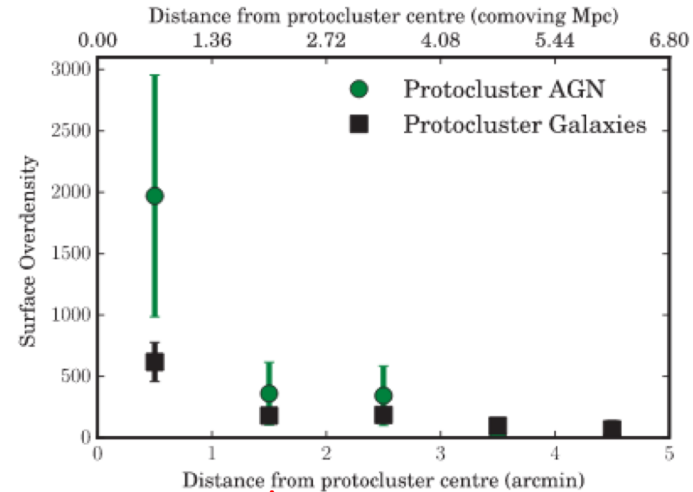 Distance from protocluster centre (comoving Mpc)
0.00 1.36 2.72 4.08 5.44 6.80
3000
Protocluster AGN
Protocluster Galaxies
2500
2000
1500
1000
500
0
Surface Overdensity
0 1 2 3 4 5
Distance from protocluster centre (arcmin)